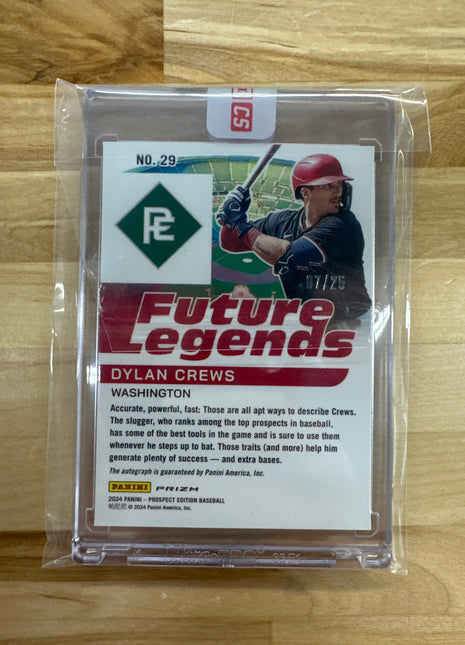 CS
NO. 29
PE
07/25
Future
Legends
DYLAN CREWS
WASHINGTON
Accurate, powerful, fast: Those are all apt ways to describe Crews.
The slugger, who ranks among the top prospects in baseball,
has some of the best tools in the game and is sure to use them
whenever he steps up to bat. Those traits (and more) help him
generate plenty of success — and extra bases.
The autograph is guaranteed by Panini America, Inc.
PANINI PRIZM
2024 PANINI – PROSPECT EDITION BASEBALL
帕尼尼 © 2024 Panini America, Inc.